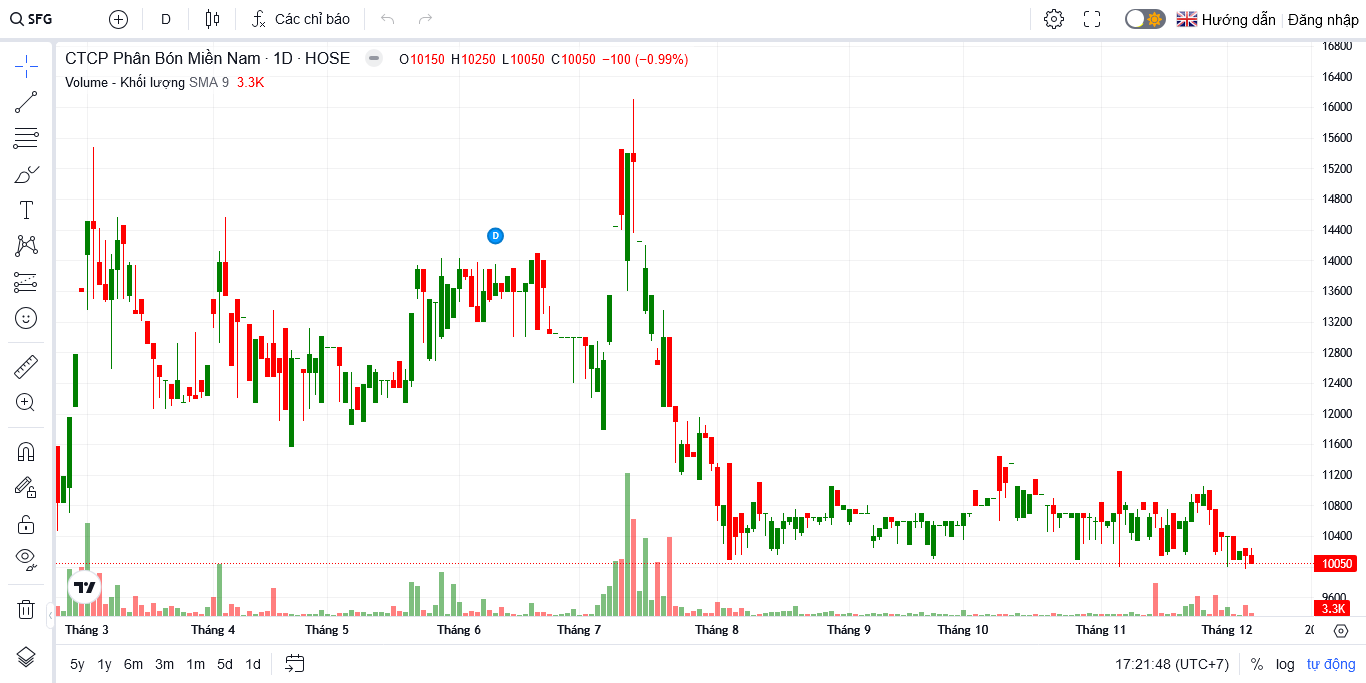 SFG
D
Các chỉ báo
Hướng dẫn
Đăng nhập
CTCP Phân Bón Miền Nam · 1D · HOSE
O10150 H10250 L10050 C10050 −100 (−0.99%)
Volume - Khối lượng SMA 9 3.3K
D
16800
16400
16000
15600
15200
14800
14400
14000
13600
13200
12800
12400
12000
11600
11200
10800
10400
10050
9600
3.3K
Tháng 3 Tháng 4 Tháng 5 Tháng 6 Tháng 7 Tháng 8 Tháng 9 Tháng 10 Tháng 11 Tháng 12
5y 1y 6m 3m 1m 5d 1d
17:21:48 (UTC+7) % log tự động